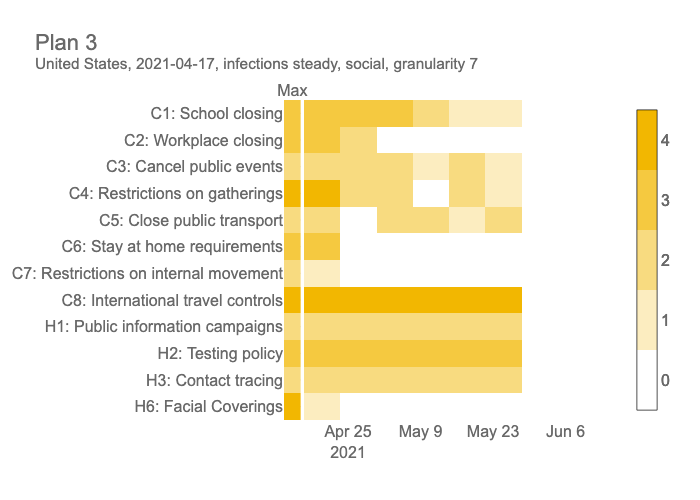 Plan 3
United States, 2021-04-17, infections steady, social, granularity 7
Max
C1: School closing
C2: Workplace closing
C3: Cancel public events
C4: Restrictions on gatherings
C5: Close public transport
C6: Stay at home requirements
C7: Restrictions on internal movement
C8: International travel controls
H1: Public information campaigns
H2: Testing policy
H3: Contact tracing
H6: Facial Coverings
4
3
2
1
0
Apr 25 May 9 May 23 Jun 6
2021